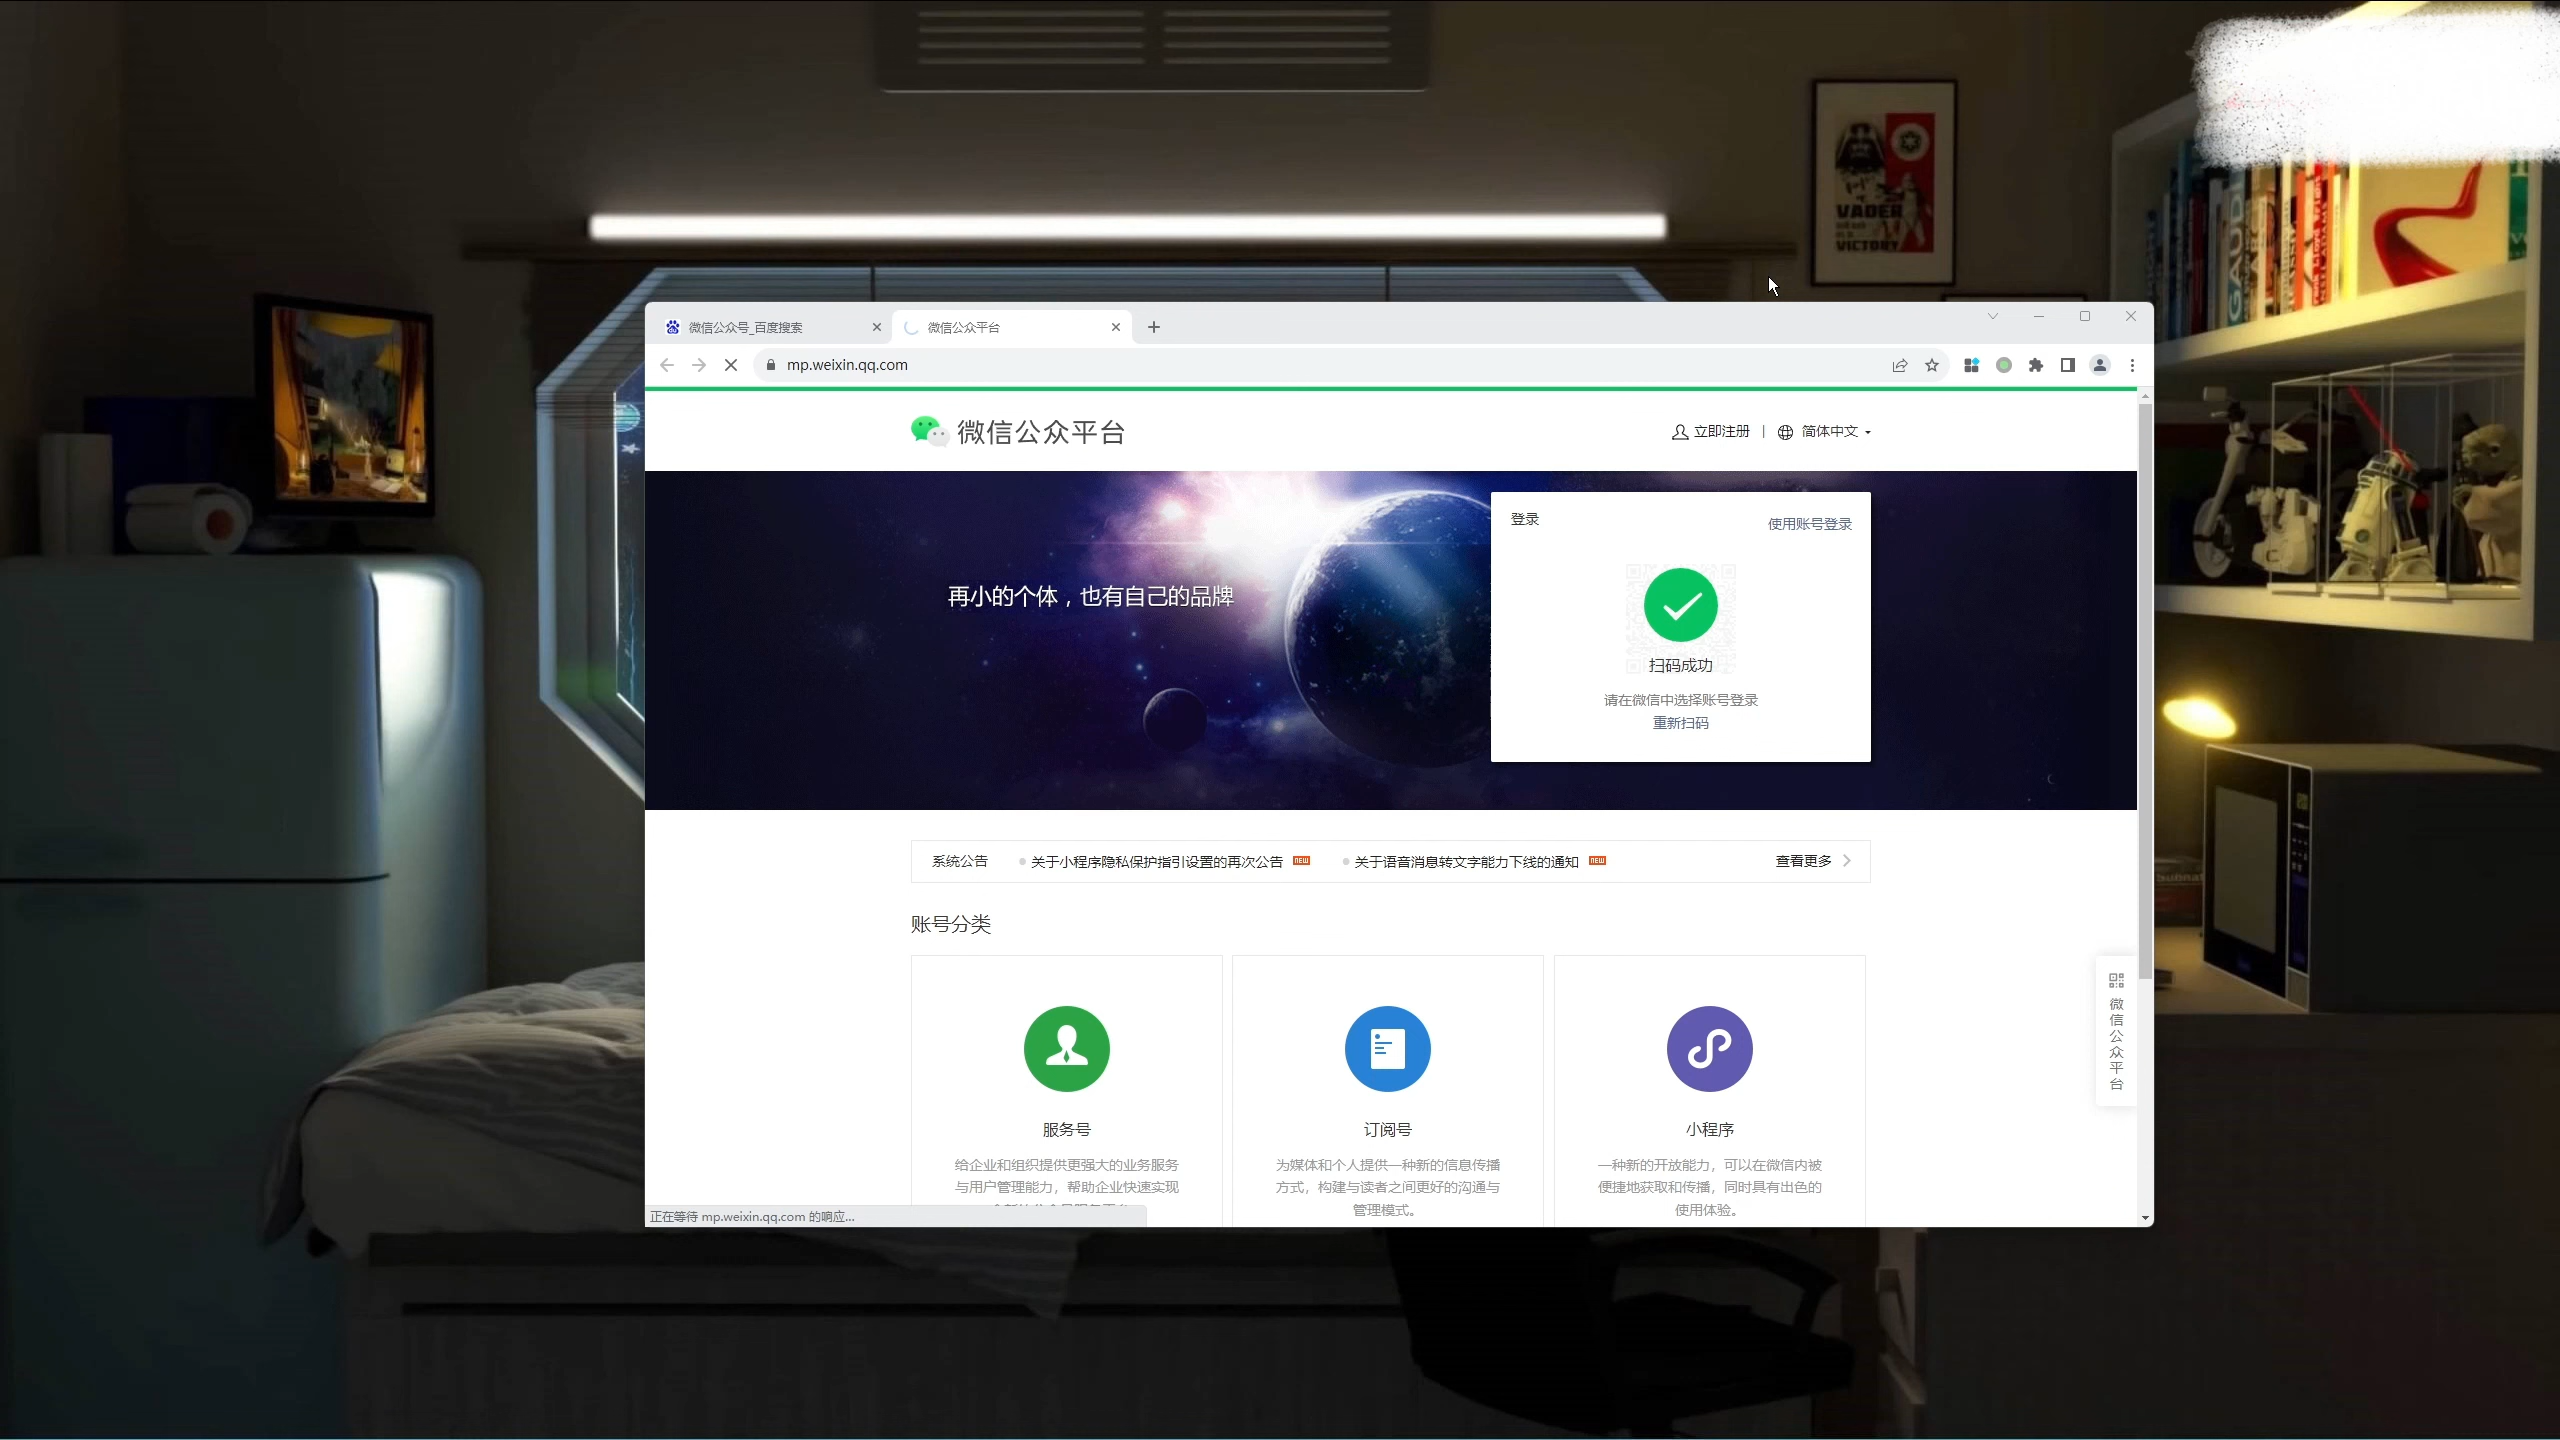 VADER
VICTORY
GAUDI
微信公众号_百度搜索
微信公众平台
mp.weixin.qq.com
微信公众平台
立即注册
简体中文
再小的个体，也有自己的品牌
登录
使用账号登录
扫码成功
请在微信中选择账号登录
重新扫码
系统公告
关于小程序隐私保护指引设置的再次公告
NEW
关于语音消息转文字能力下线的通知
NEW
查看更多
账号分类
服务号
给企业和组织提供更强大的业务服务
与用户管理能力，帮助企业快速实现
订阅号
为媒体和个人提供一种新的信息传播
方式，构建与读者之间更好的沟通与
管理模式。
小程序
一种新的开放能力，可以在微信内被
便捷地获取和传播，同时具有出色的
使用体验。
微信公众平台
正在等待 mp.weixin.qq.com 的响应...